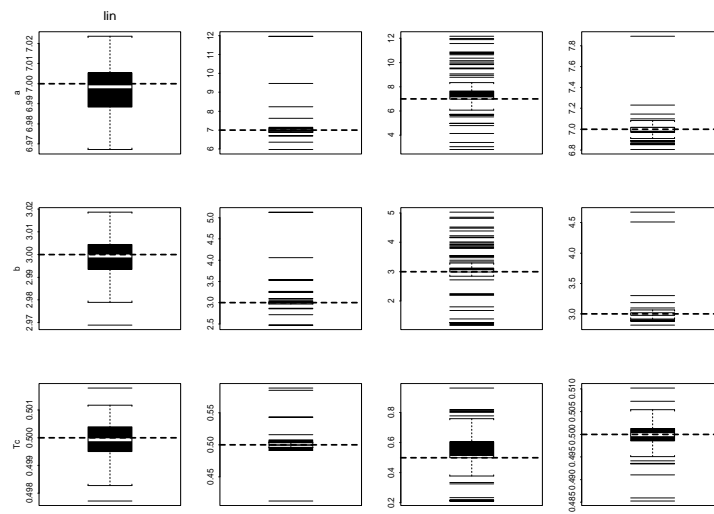 lin
a
6.97 6.98 6.99 7.00 7.01 7.02
6 7 8 9 10 11 12
4 6 8 10 12
6.8 7.0 7.2 7.4 7.6 7.8
b
2.97 2.98 2.99 3.00 3.01 3.02
2.5 3.0 3.5 4.0 4.5 5.0
2 3 4 5
3.0 3.5 4.0 4.5
Tc
0.498 0.499 0.500 0.501
0.45 0.50 0.55
0.2 0.4 0.6 0.8
0.485 0.490 0.495 0.500 0.505 0.510